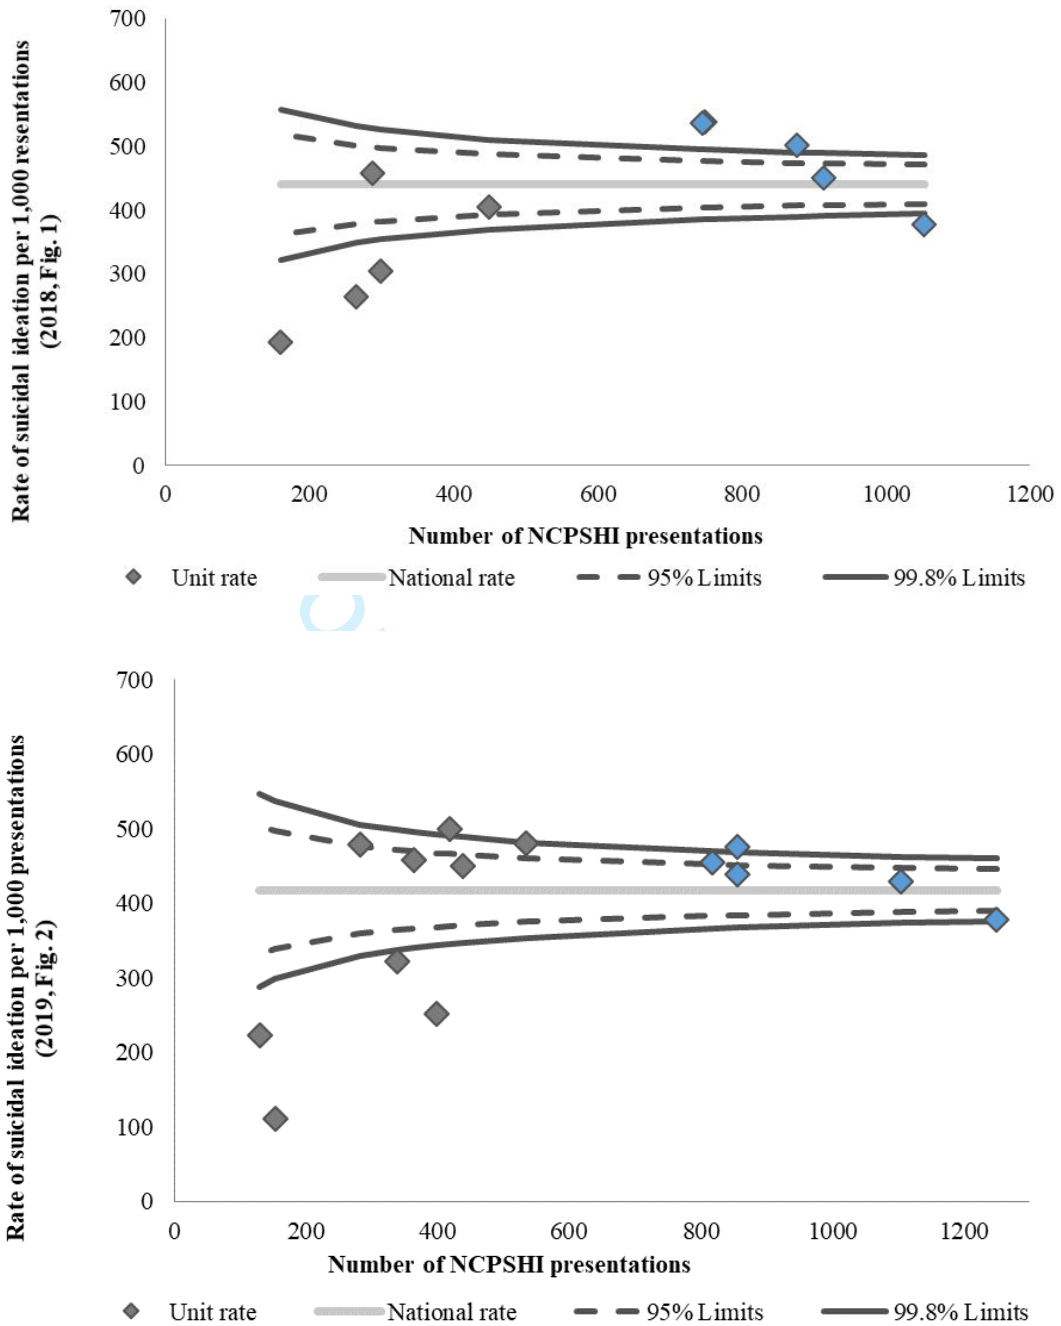 Rate of suicidal ideation per 1,000 resentations
(2018, Fig. 1)
700
600
500
400
300
200
100
0
0 200 400 600 800 1000 1200
Number of NCPSHI presentations
Unit rate National rate 95% Limits 99.8% Limits
Rate of suicidal ideation per 1,000 presentations
(2019, Fig. 2)
700
600
500
400
300
200
100
0
0 200 400 600 800 1000 1200
Number of NCPSHI presentations
Unit rate National rate 95% Limits 99.8% Limits